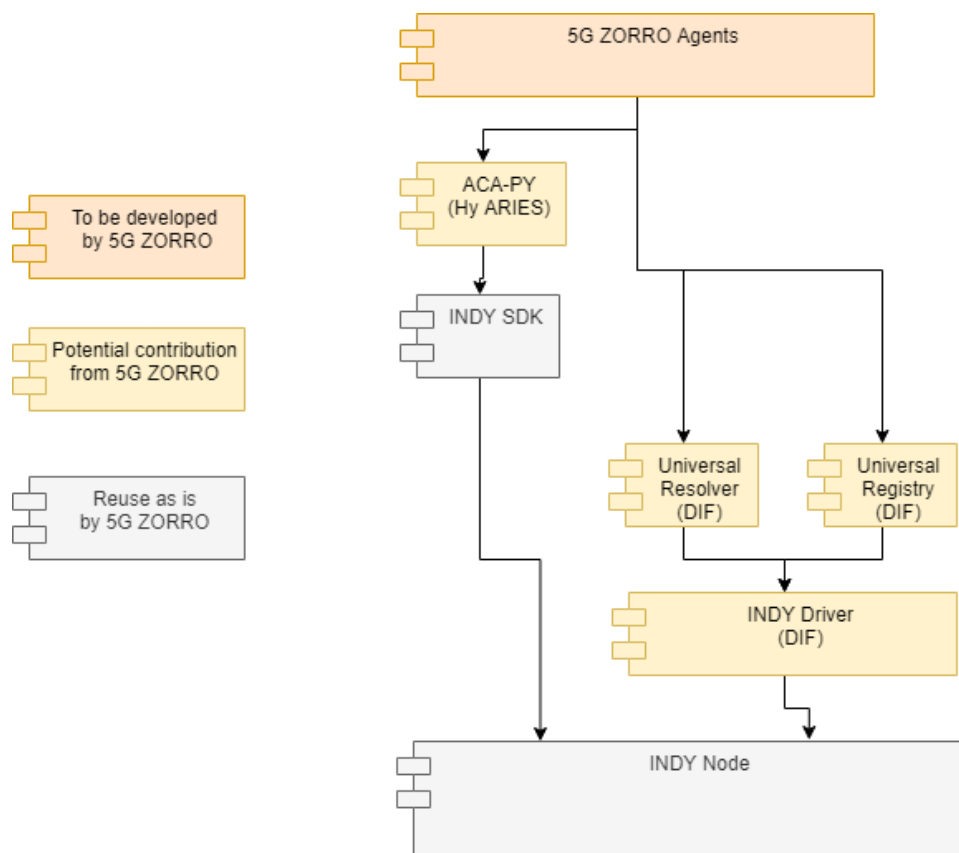 5G ZORRO Agents
ACA-PY
(Hy ARIES)
To be developed
by 5G ZORRO
INDY SDK
Potential contribution
from 5G ZORRO
Universal
Resolver
(DIF)
Universal
Registry
(DIF)
Reuse as is
by 5G ZORRO
INDY Driver
(DIF)
INDY Node